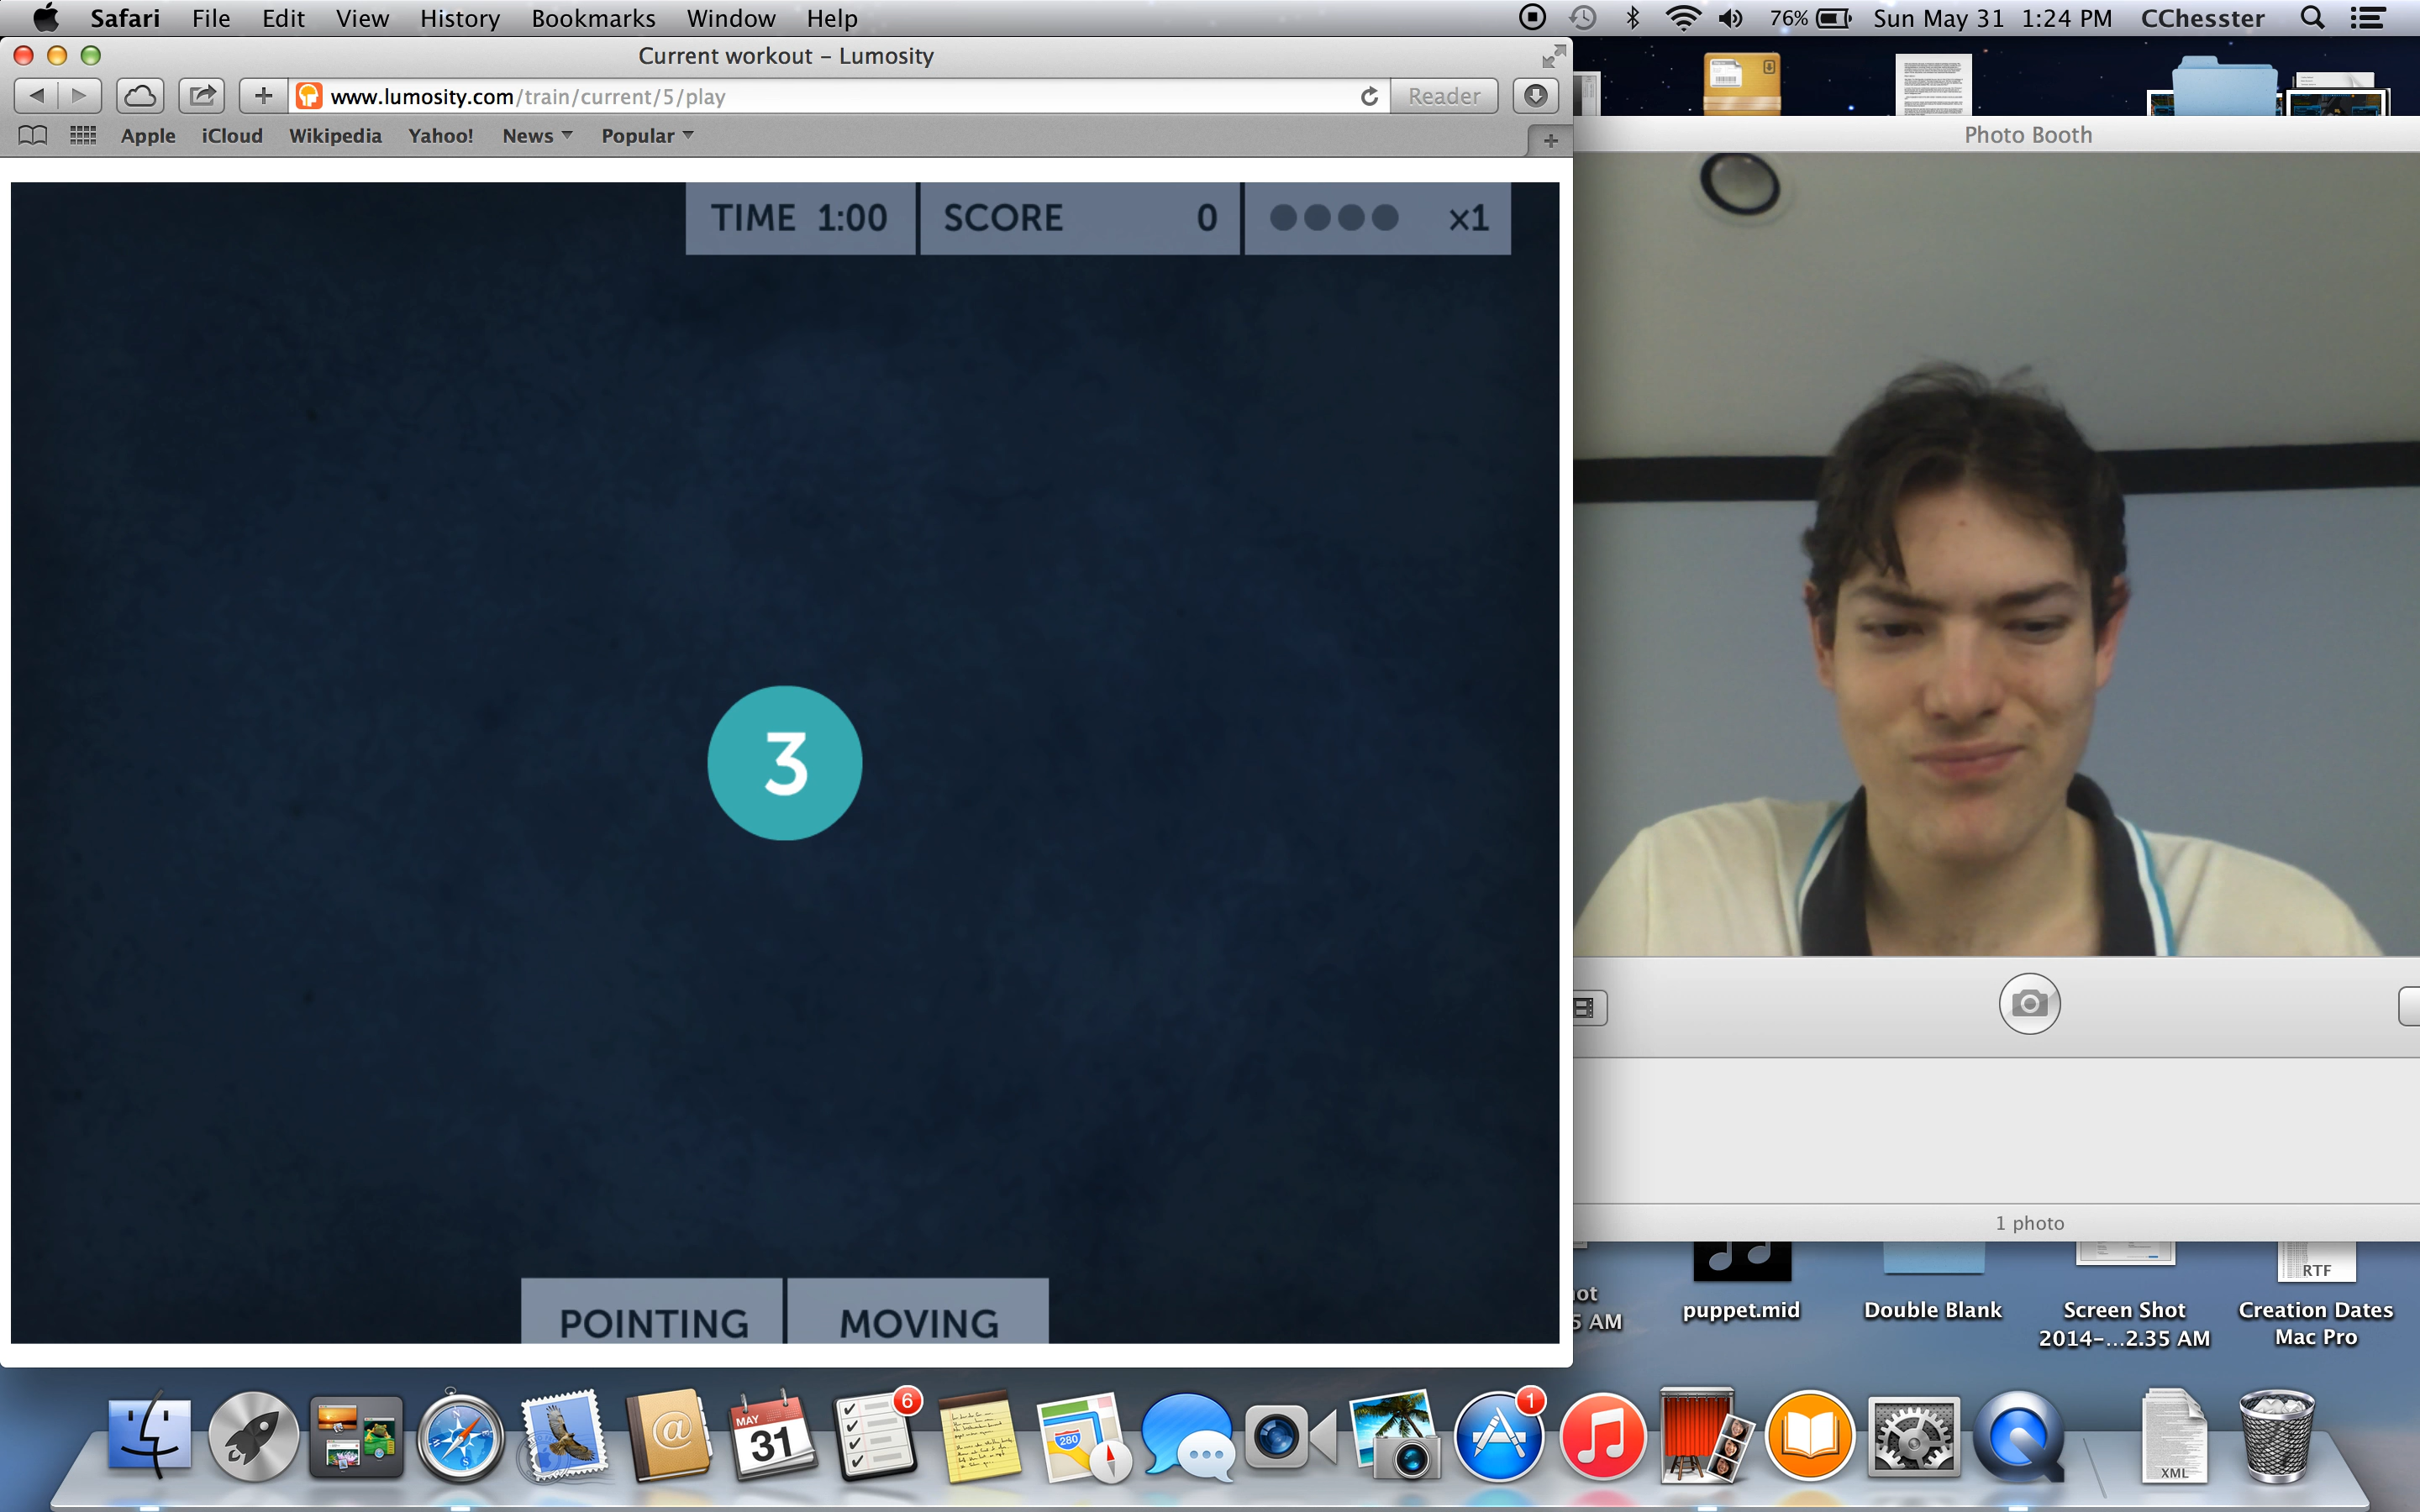 Safari File Edit View History Bookmarks Window Help 76% Sun May 31 1:24 PM CChesster
Current workout – Lumosity
www.lumosity.com/train/current/5/play Reader
Apple iCloud Wikipedia Yahoo! News Popular
Photo Booth
TIME 1:00 SCORE 0 x1
3
POINTING MOVING
1 photo
RTF
puppet.mid
Double Blank
Screen Shot
2014-...2.35 AM
Creation Dates
Mac Pro
5 AM
6
MAY
31
280
1
XML